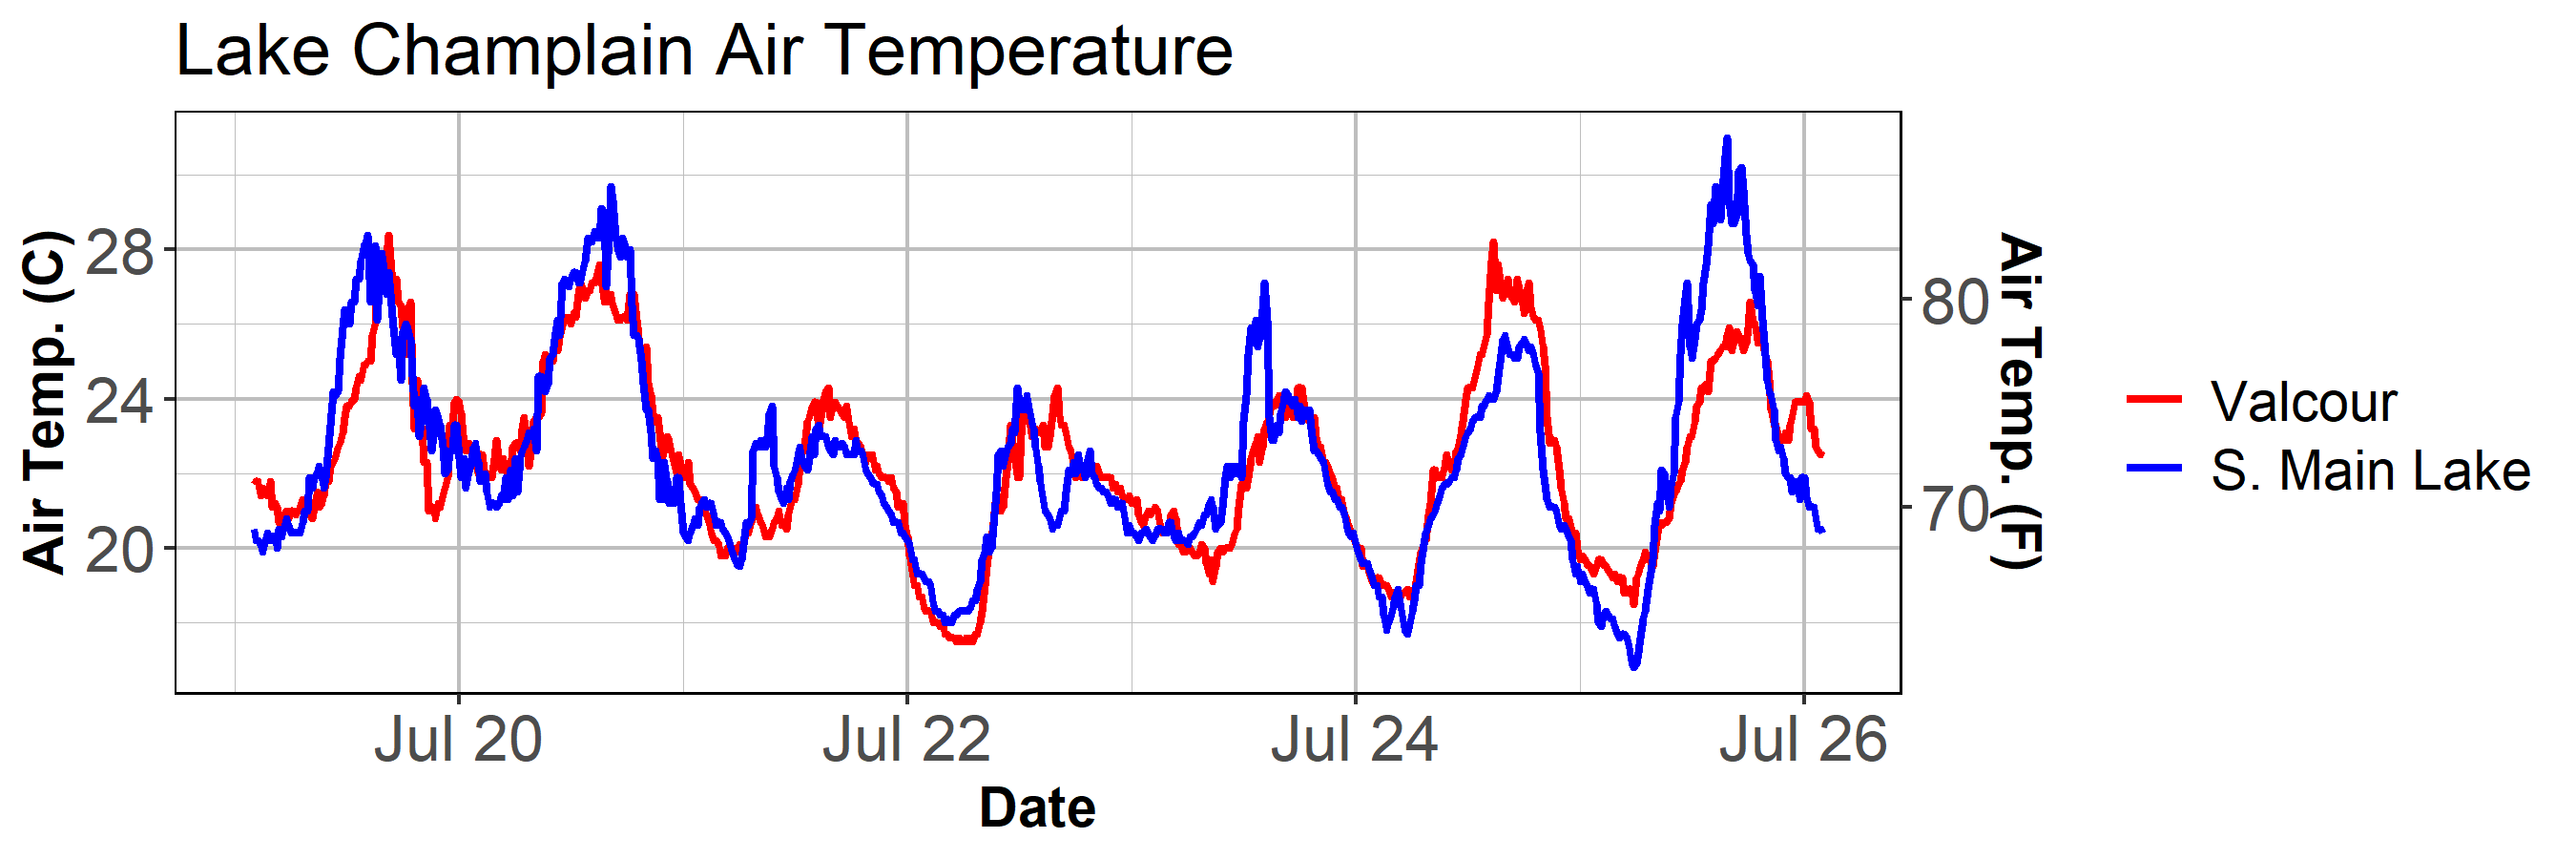 Lake Champlain Air Temperature
Air Temp. (C)
28
24
20
80
70
Air Temp. (F)
Jul 20
Jul 22
Jul 24
Jul 26
Date
Valcour
S. Main Lake